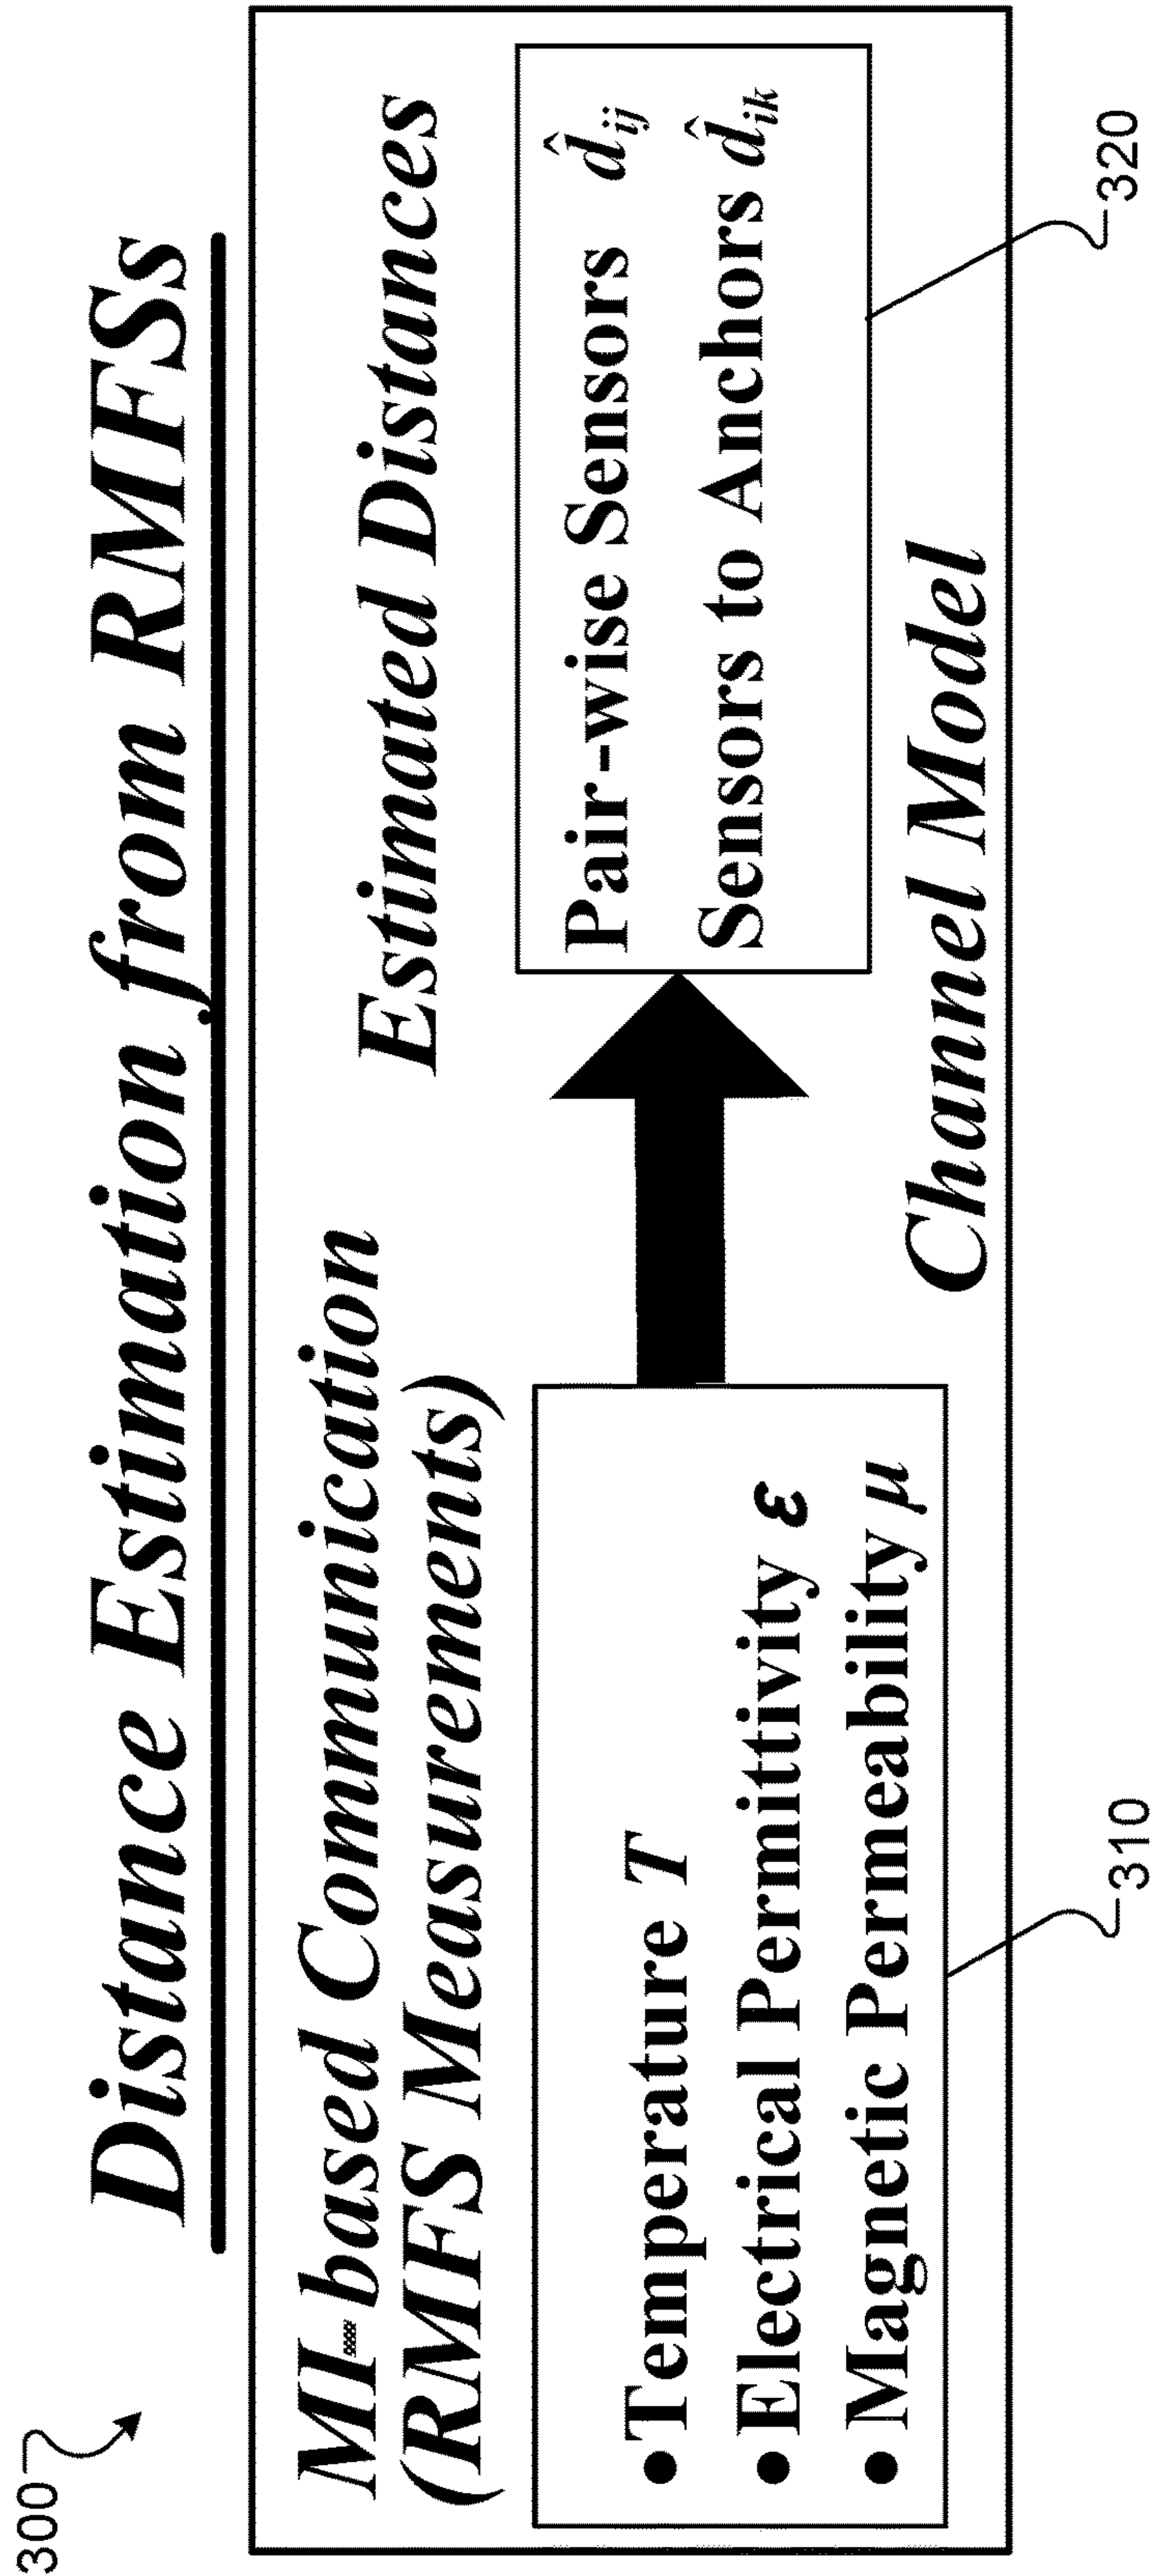 300
Distance Estimation from RMFSs
MI-based Communication
(RMFS Measurements)
• Temperature T
• Electrical Permittivity ε
• Magnetic Permeability μ
310
Estimated Distances
Pair-wise Sensors d̂ij
Sensors to Anchors d̂ik
320
Channel Model